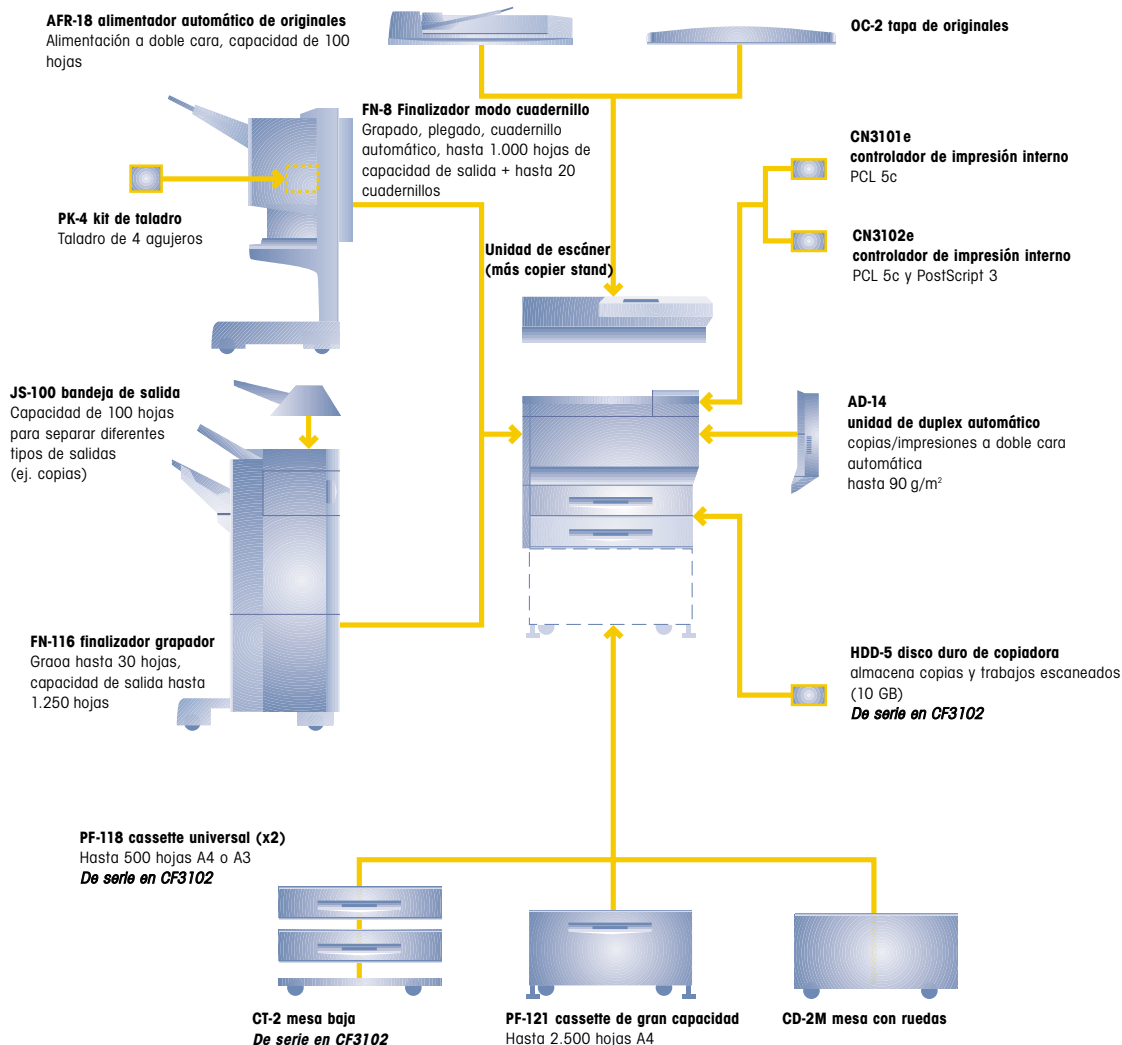 AFR-18 alimentador automático de originales
Alimentación a doble cara, capacidad de 100
hojas
OC-2 tapa de originales
FN-8 Finalizador modo cuadernillo
Grapado, plegado, cuadernillo
automático, hasta 1.000 hojas de
capacidad de salida + hasta 20
cuadernillos
CN3101e
controlador de impresión interno
PCL 5c
PK-4 kit de taladro
Taladro de 4 agujeros
CN3102e
controlador de impresión interno
PCL 5c y PostScript 3
Unidad de escáner
(más copier stand)
JS-100 bandeja de salida
Capacidad de 100 hojas
para separar diferentes
tipos de salidas
(ej. copias)
AD-14
unidad de duplex automático
copias/impresiones a doble cara
automática
hasta 90 g/m²
FN-116 finalizador grapador
Graoa hasta 30 hojas,
capacidad de salida hasta
1.250 hojas
HDD-5 disco duro de copiadora
almacena copias y trabajos escaneados
(10 GB)
De serie en CF3102
PF-118 cassette universal (x2)
Hasta 500 hojas A4 o A3
De serie en CF3102
CT-2 mesa baja
De serie en CF3102
PF-121 cassette de gran capacidad
Hasta 2.500 hojas A4
CD-2M mesa con ruedas